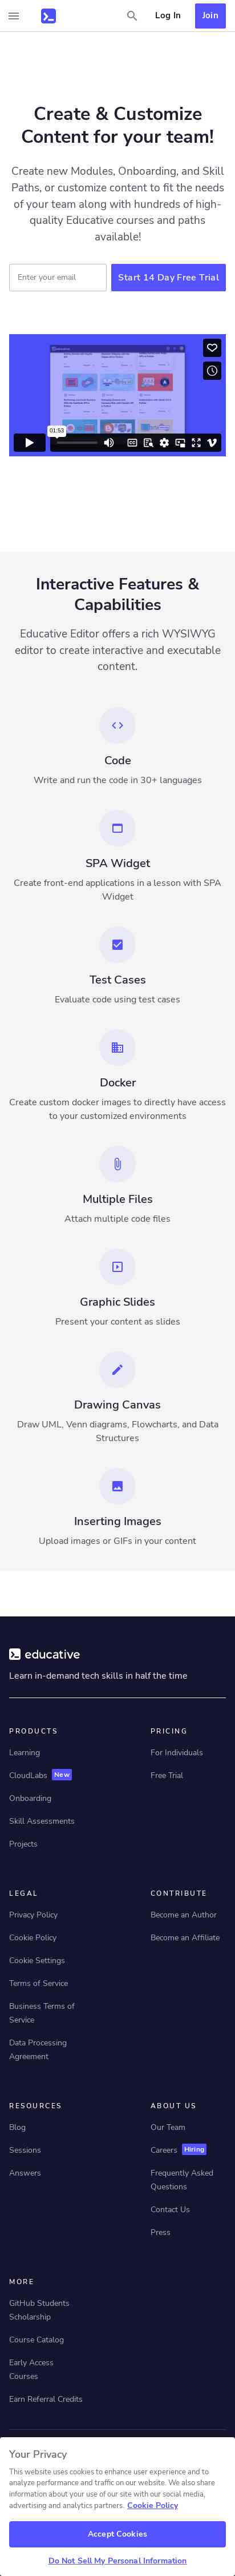 Log In
Join
Create & Customize
Content for your team!
Create new Modules, Onboarding, and Skill
Paths, or customize content to fit the needs
of your team along with hundreds of high-
quality Educative courses and paths
available!
Enter your email
Start 14 Day Free Trial
01:53
Interactive Features &
Capabilities
Educative Editor offers a rich WYSIWYG
editor to create interactive and executable
content.
Code
Write and run the code in 30+ languages
SPA Widget
Create front-end applications in a lesson with SPA
Widget
Test Cases
Evaluate code using test cases
Docker
Create custom docker images to directly have access
to your customized environments
Multiple Files
Attach multiple code files
Graphic Slides
Present your content as slides
Drawing Canvas
Draw UML, Venn diagrams, Flowcharts, and Data
Structures
Inserting Images
Upload images or GIFs in your content
educative
Learn in-demand tech skills in half the time
PRODUCTS
Learning
CloudLabs New
Onboarding
Skill Assessments
Projects
PRICING
For Individuals
Free Trial
LEGAL
Privacy Policy
Cookie Policy
Cookie Settings
Terms of Service
Business Terms of
Service
Data Processing
Agreement
CONTRIBUTE
Become an Author
Become an Affiliate
RESOURCES
Blog
Sessions
Answers
ABOUT US
Our Team
Careers Hiring
Frequently Asked
Questions
Contact Us
Press
MORE
GitHub Students
Scholarship
Course Catalog
Early Access
Courses
Earn Referral Credits
Your Privacy
This website uses cookies to enhance user experience and to
analyze performance and traffic on our website. We also share
information about your use of our site with our social media,
advertising and analytics partners. Cookie Policy
Accept Cookies
Do Not Sell My Personal Information